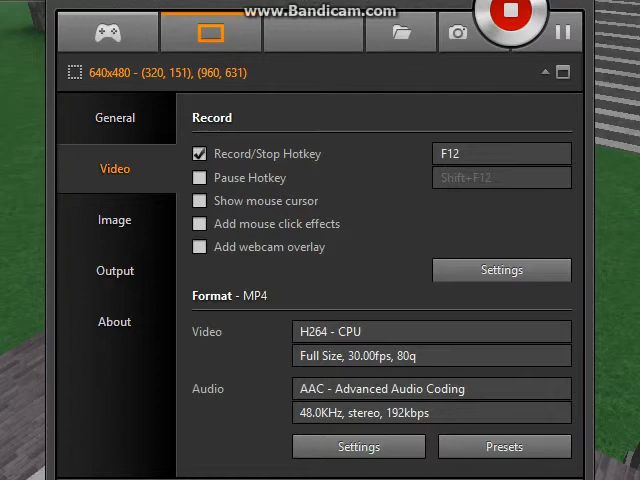 www.Bandicam.com
640x480 - (320, 151), (960, 631)
General
Video
Image
Output
About
Record
Record/Stop Hotkey
F12
Pause Hotkey
Shift+F12
Show mouse cursor
Add mouse click effects
Add webcam overlay
Settings
Format - MP4
Video
H264 - CPU
Full Size, 30.00fps, 80q
Audio
AAC - Advanced Audio Coding
48.0KHz, stereo, 192kbps
Settings
Presets